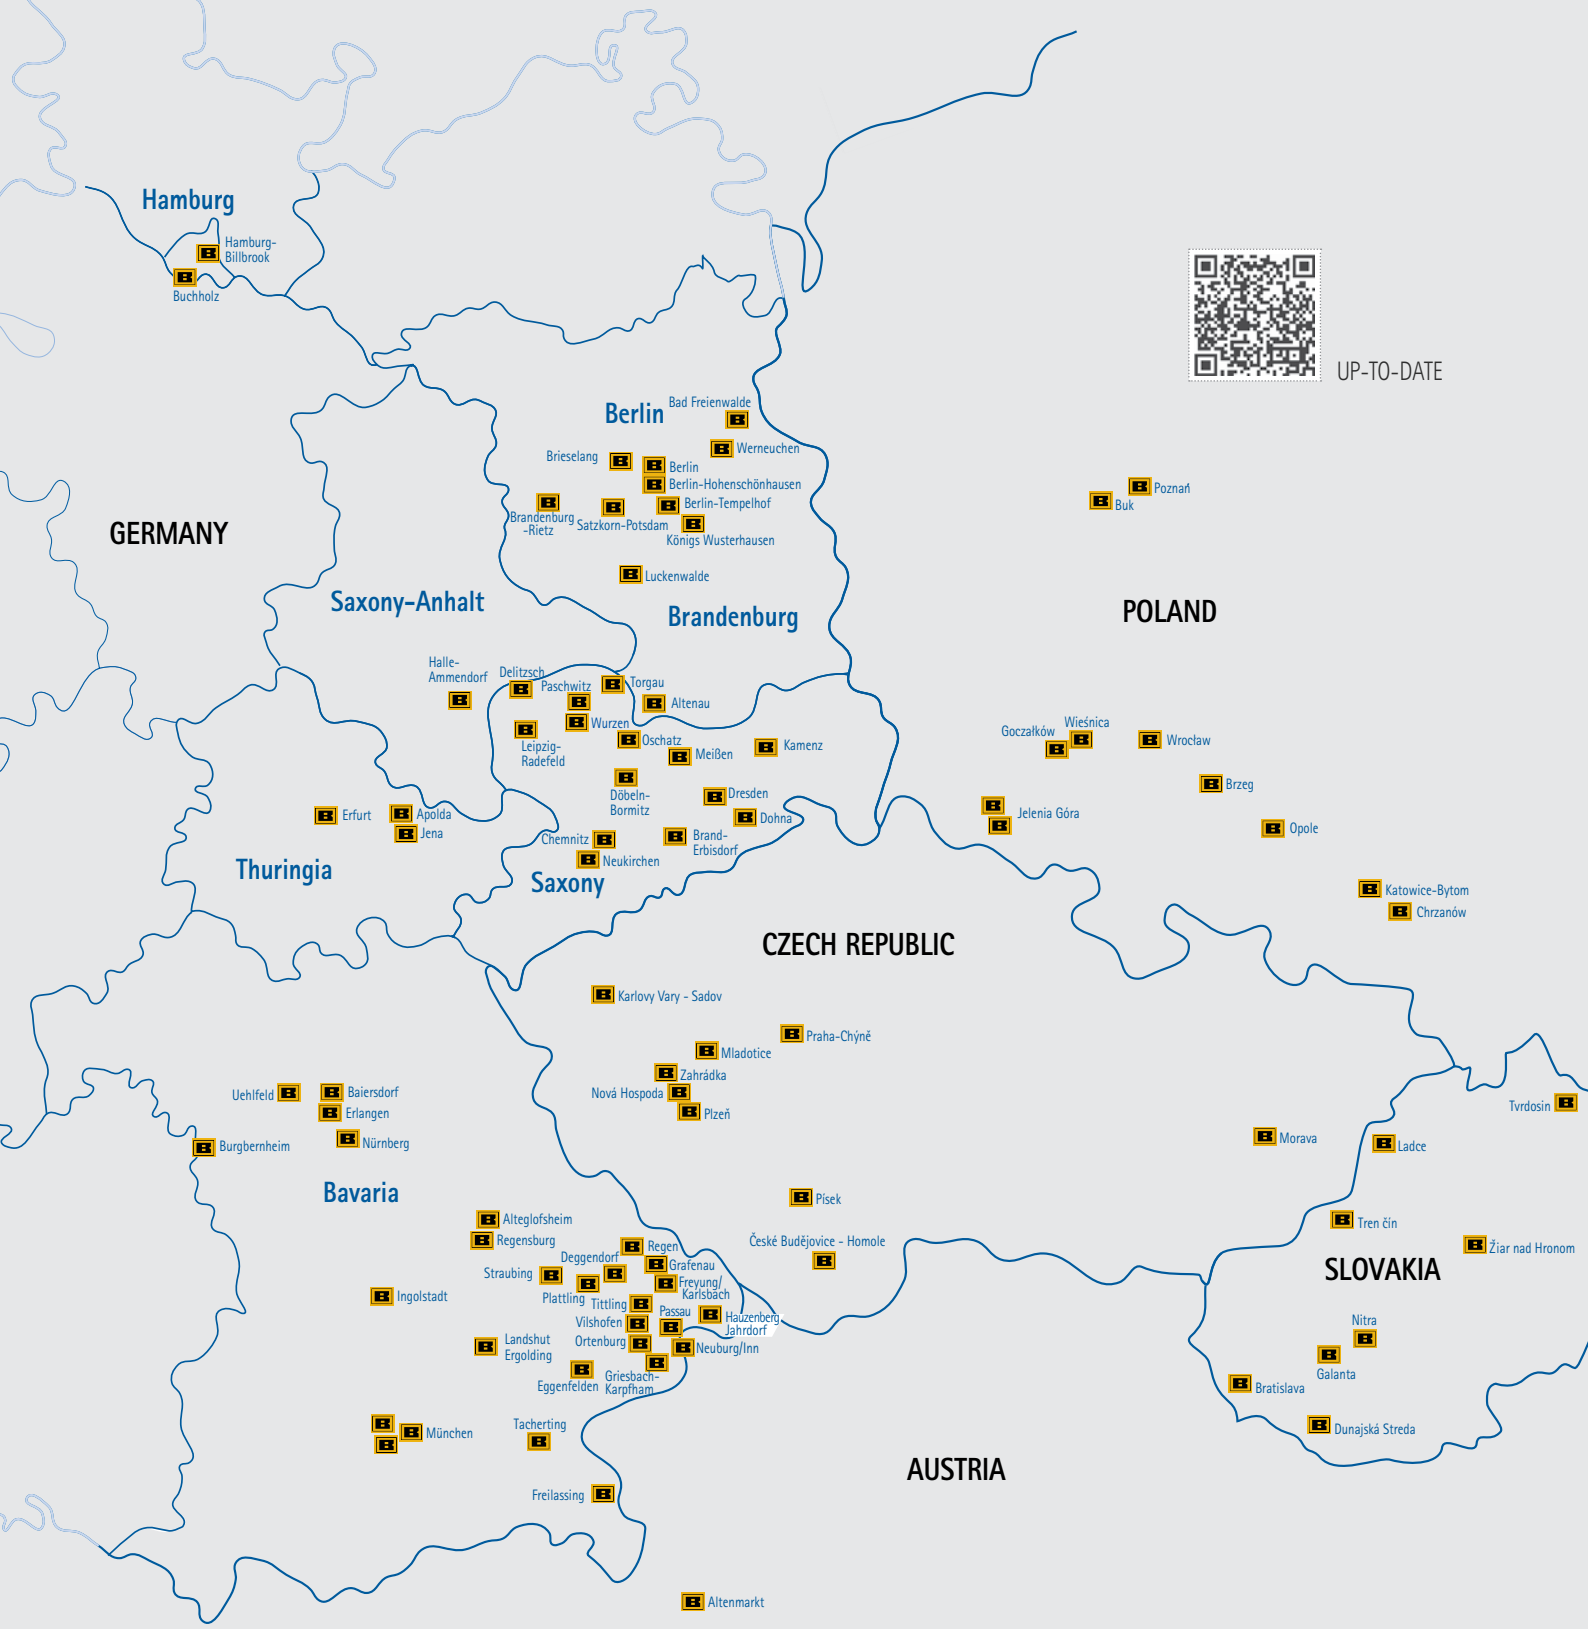 Hamburg
Hamburg-
Billbrook
Buchholz
UP-TO-DATE
Berlin
Bad Freienwalde
Werneuchen
Brieselang
Berlin
Berlin-Hohenschönhausen
Berlin-Tempelhof
Brandenburg
-Rietz
Satzkorn-Potsdam
Königs Wusterhausen
Luckenwalde
Poznań
Buk
GERMANY
Saxony-Anhalt
Brandenburg
POLAND
Halle-
Ammendorf
Delitzsch
Paschwitz
Torgau
Altenau
Wurzen
Leipzig-
Radefeld
Oschatz
Meißen
Kamenz
Döbeln-
Bormitz
Dresden
Dohna
Brand-
Erbisdorf
Chemnitz
Neukirchen
Saxony
Erfurt
Apolda
Jena
Thuringia
Goczałków
Wieśnica
Wrocław
Brzeg
Jelenia Góra
Opole
Katowice-Bytom
Chrzanów
CZECH REPUBLIC
Karlovy Vary - Sadov
Praha-Chýně
Mladotice
Zahrádka
Nová Hospoda
Plzeň
Uehlfeld
Baiersdorf
Erlangen
Nürnberg
Burgbernheim
Bavaria
Tvrdosin
Morava
Ladce
Písek
České Budějovice - Homole
Tren čín
Žiar nad Hronom
SLOVAKIA
Alteglofsheim
Regensburg
Regen
Deggendorf
Grafenau
Straubing
Freyung/
Karlsbach
Plattling
Tittling
Ingolstadt
Vilshofen
Passau
Hauzenberg
Jahrdorf
Ortenburg
Neuburg/Inn
Landshut
Ergolding
Eggenfelden
Griesbach-
Karpfham
Nitra
Galanta
Bratislava
Dunajská Streda
München
Tacherting
Freilassing
AUSTRIA
Altenmarkt